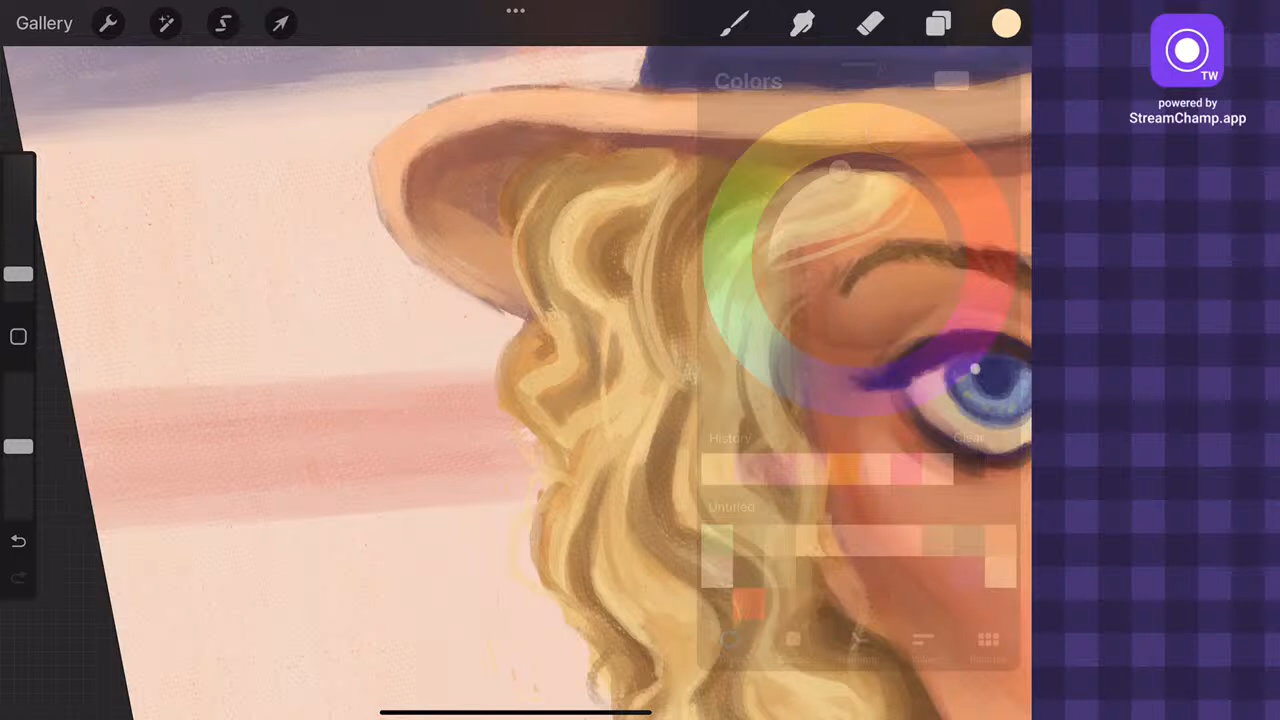 Gallery
TW
powered by
StreamChamp.app
Colors
History
Clear
Untitled